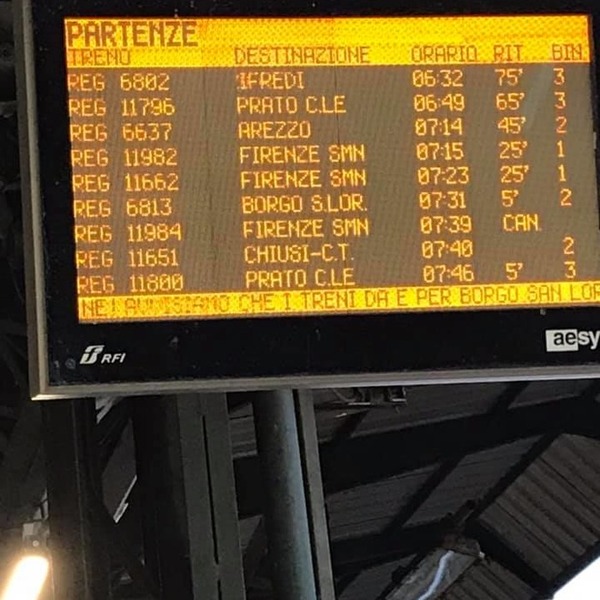 PARTENZE
TRENO DESTINAZIONE ORARIO RIT BIN
REG 6802 IFREDI 06:32 75' 3
REG 11796 PRATO C.LE 06:49 65' 3
REG 6637 AREZZO 07:14 45' 2
REG 11982 FIRENZE SMN 07:15 25' 1
REG 11662 FIRENZE SMN 07:23 25' 1
REG 6813 BORGO S.LOR. 07:31 5' 2
REG 11984 FIRENZE SMN 07:39 CAN.
REG 11651 CHIUSI-C.T. 07:40 2
REG 11800 PRATO C.LE 07:46 5' 3
NE! AVVISIAMO CHE I TRENI DA E PER BORGO SAN LOR
RFI aesy